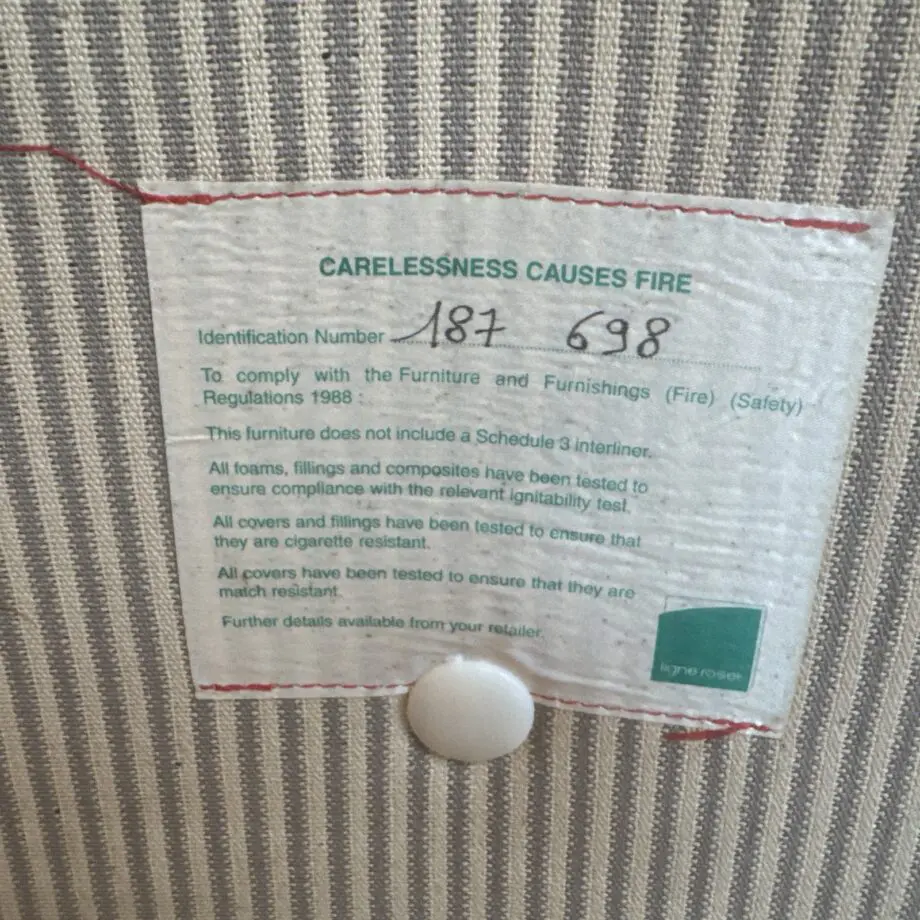 CARELESSNESS CAUSES FIRE
Identification Number 187 698
To comply with the Furniture and Furnishings (Fire) (Safety)
Regulations 1988 :
This furniture does not include a Schedule 3 interliner.
All foams, fillings and composites have been tested to
ensure compliance with the relevant ignitability test.
All covers and fillings have been tested to ensure that
they are cigarette resistant.
All covers have been tested to ensure that they are
match resistant.
Further details available from your retailer.
ligne roset